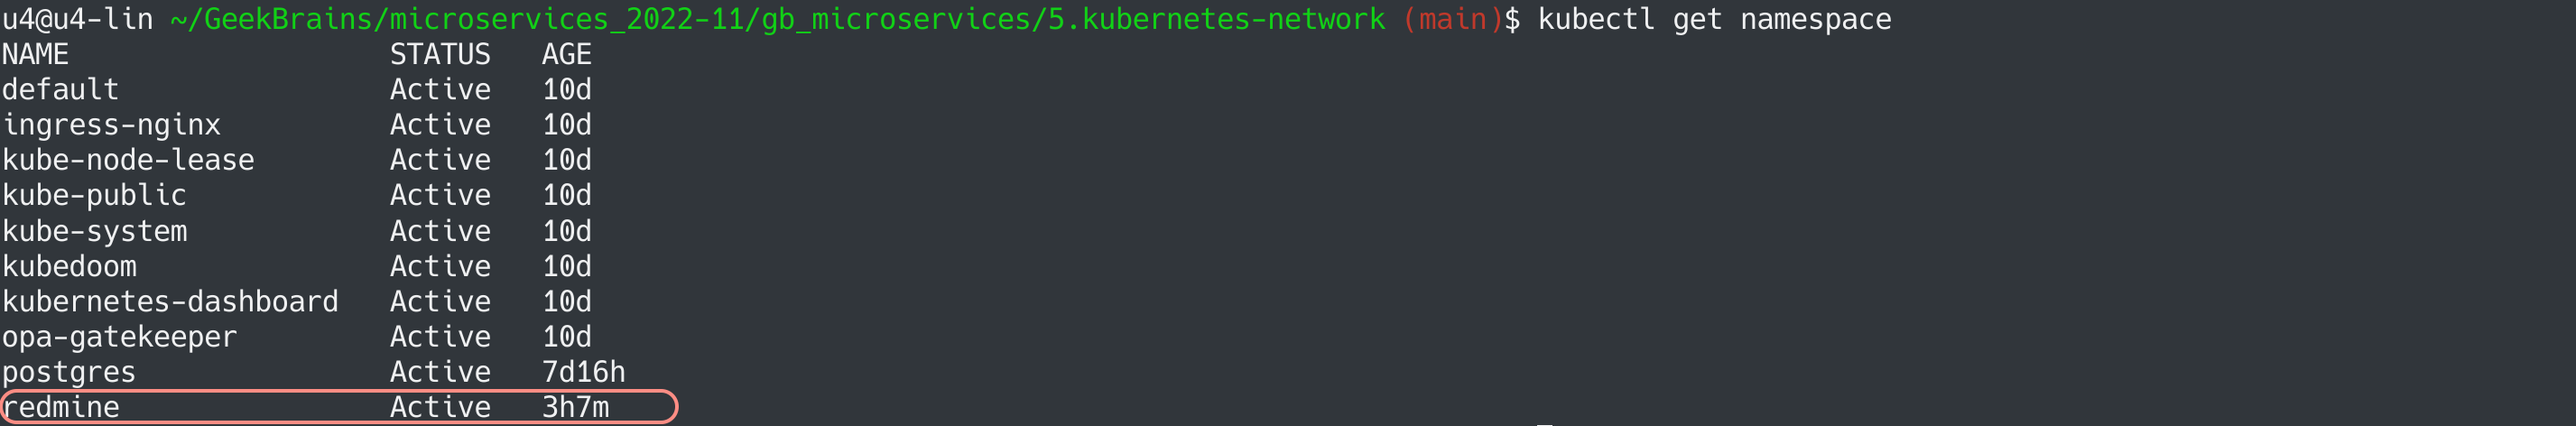 u4@u4-lin ~/GeekBrains/microservices_2022-11/gb_microservices/5.kubernetes-network (main)$ kubectl get namespace
NAME                   STATUS   AGE
default                Active   10d
ingress-nginx          Active   10d
kube-node-lease        Active   10d
kube-public            Active   10d
kube-system            Active   10d
kubedoom               Active   10d
kubernetes-dashboard   Active   10d
opa-gatekeeper         Active   10d
postgres               Active   7d16h
redmine                Active   3h7m